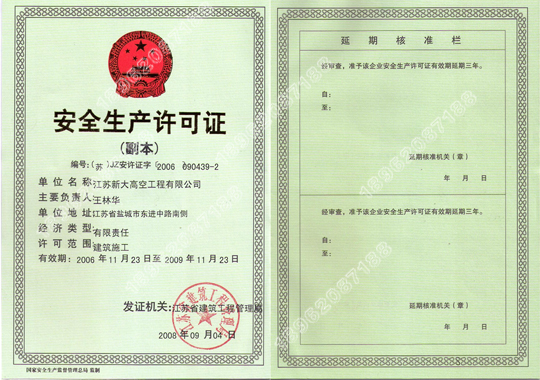 安全生产许可证
(副本)
编号: (苏) JZ安许证字 [2006] 090439-2
单位名称: 江苏新大高空工程有限公司
主要负责人: 王林华
单位地址: 江苏省盐城市东进中路南侧
经济类型: 有限责任
许可范围: 建筑施工
有效期: 2006 年 11 月 23 日至 2009 年 11 月 23 日
发证机关: 江苏省建筑工程管理局
2008 年 09 月 04 日
国家安全生产监督管理总局 监制
延期核准栏
经审查，准予该企业安全生产许可证有效期延期三年。
自:
至:
延期核准机关（章）
年 月 日
经审查，准予该企业安全生产许可证有效期延期三年。
自:
至:
延期核准机关（章）
年 月 日